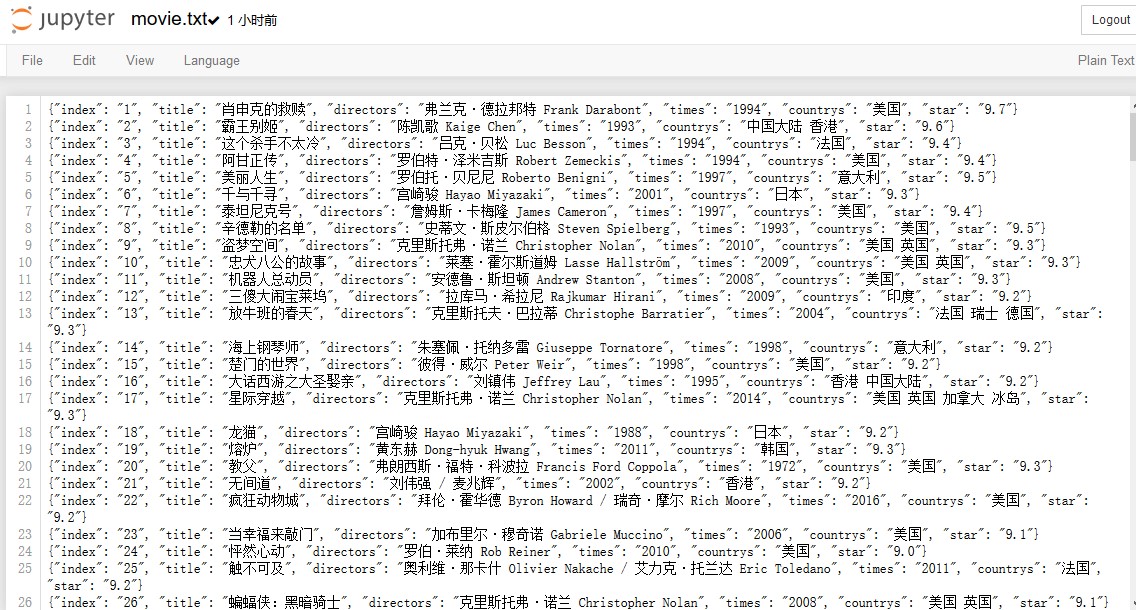 jupyter movie.txt✔ 1 小时前
Logout
File Edit View Language
Plain Text
1 {"index": "1", "title": "肖申克的救赎", "directors": "弗兰克·德拉邦特 Frank Darabont", "times": "1994", "countrys": "美国", "star": "9.7"}
2 {"index": "2", "title": "霸王别姬", "directors": "陈凯歌 Kaige Chen", "times": "1993", "countrys": "中国大陆 香港", "star": "9.6"}
3 {"index": "3", "title": "这个杀手不太冷", "directors": "吕克·贝松 Luc Besson", "times": "1994", "countrys": "法国", "star": "9.4"}
4 {"index": "4", "title": "阿甘正传", "directors": "罗伯特·泽米吉斯 Robert Zemeckis", "times": "1994", "countrys": "美国", "star": "9.4"}
5 {"index": "5", "title": "美丽人生", "directors": "罗伯托·贝尼尼 Roberto Benigni", "times": "1997", "countrys": "意大利", "star": "9.5"}
6 {"index": "6", "title": "千与千寻", "directors": "宫崎骏 Hayao Miyazaki", "times": "2001", "countrys": "日本", "star": "9.3"}
7 {"index": "7", "title": "泰坦尼克号", "directors": "詹姆斯·卡梅隆 James Cameron", "times": "1997", "countrys": "美国", "star": "9.4"}
8 {"index": "8", "title": "辛德勒的名单", "directors": "史蒂文·斯皮尔伯格 Steven Spielberg", "times": "1993", "countrys": "美国", "star": "9.5"}
9 {"index": "9", "title": "盗梦空间", "directors": "克里斯托弗·诺兰 Christopher Nolan", "times": "2010", "countrys": "美国 英国", "star": "9.3"}
10 {"index": "10", "title": "忠犬八公的故事", "directors": "莱塞·霍尔斯道姆 Lasse Hallström", "times": "2009", "countrys": "美国 英国", "star": "9.3"}
11 {"index": "11", "title": "机器人总动员", "directors": "安德鲁·斯坦顿 Andrew Stanton", "times": "2008", "countrys": "美国", "star": "9.3"}
12 {"index": "12", "title": "三傻大闹宝莱坞", "directors": "拉库马·希拉尼 Rajkumar Hirani", "times": "2009", "countrys": "印度", "star": "9.2"}
13 {"index": "13", "title": "放牛班的春天", "directors": "克里斯托夫·巴拉蒂 Christophe Barratier", "times": "2004", "countrys": "法国 瑞士 德国", "star":
"9.3"}
14 {"index": "14", "title": "海上钢琴师", "directors": "朱塞佩·托纳多雷 Giuseppe Tornatore", "times": "1998", "countrys": "意大利", "star": "9.2"}
15 {"index": "15", "title": "楚门的世界", "directors": "彼得·威尔 Peter Weir", "times": "1998", "countrys": "美国", "star": "9.2"}
16 {"index": "16", "title": "大话西游之大圣娶亲", "directors": "刘镇伟 Jeffrey Lau", "times": "1995", "countrys": "香港 中国大陆", "star": "9.2"}
17 {"index": "17", "title": "星际穿越", "directors": "克里斯托弗·诺兰 Christopher Nolan", "times": "2014", "countrys": "美国 英国 加拿大 冰岛", "star":
"9.3"}
18 {"index": "18", "title": "龙猫", "directors": "宫崎骏 Hayao Miyazaki", "times": "1988", "countrys": "日本", "star": "9.2"}
19 {"index": "19", "title": "熔炉", "directors": "黄东赫 Dong-hyuk Hwang", "times": "2011", "countrys": "韩国", "star": "9.3"}
20 {"index": "20", "title": "教父", "directors": "弗朗西斯·福特·科波拉 Francis Ford Coppola", "times": "1972", "countrys": "美国", "star": "9.3"}
21 {"index": "21", "title": "无间道", "directors": "刘伟强 / 麦兆辉", "times": "2002", "countrys": "香港", "star": "9.2"}
22 {"index": "22", "title": "疯狂动物城", "directors": "拜伦·霍华德 Byron Howard / 瑞奇·摩尔 Rich Moore", "times": "2016", "countrys": "美国", "star":
"9.2"}
23 {"index": "23", "title": "当幸福来敲门", "directors": "加布里尔·穆奇诺 Gabriele Muccino", "times": "2006", "countrys": "美国", "star": "9.1"}
24 {"index": "24", "title": "怦然心动", "directors": "罗伯·莱纳 Rob Reiner", "times": "2010", "countrys": "美国", "star": "9.0"}
25 {"index": "25", "title": "触不可及", "directors": "奥利维·那卡什 Olivier Nakache / 艾力克·托兰达 Eric Toledano", "times": "2011", "countrys": "法国",
"star": "9.2"}
26 {"index": "26", "title": "蝙蝠侠：黑暗骑士", "directors": "克里斯托弗·诺兰 Christopher Nolan", "times": "2008", "countrys": "美国 英国", "star": "9.1"}